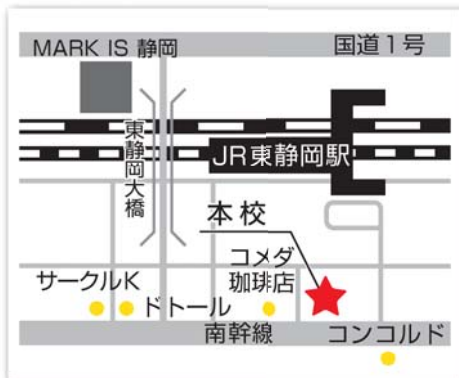 MARK IS 静岡
国道1号
東静岡大橋
JR東静岡駅
本校
コメダ
珈琲店
サークルK
ドトール
南幹線
コンコルド